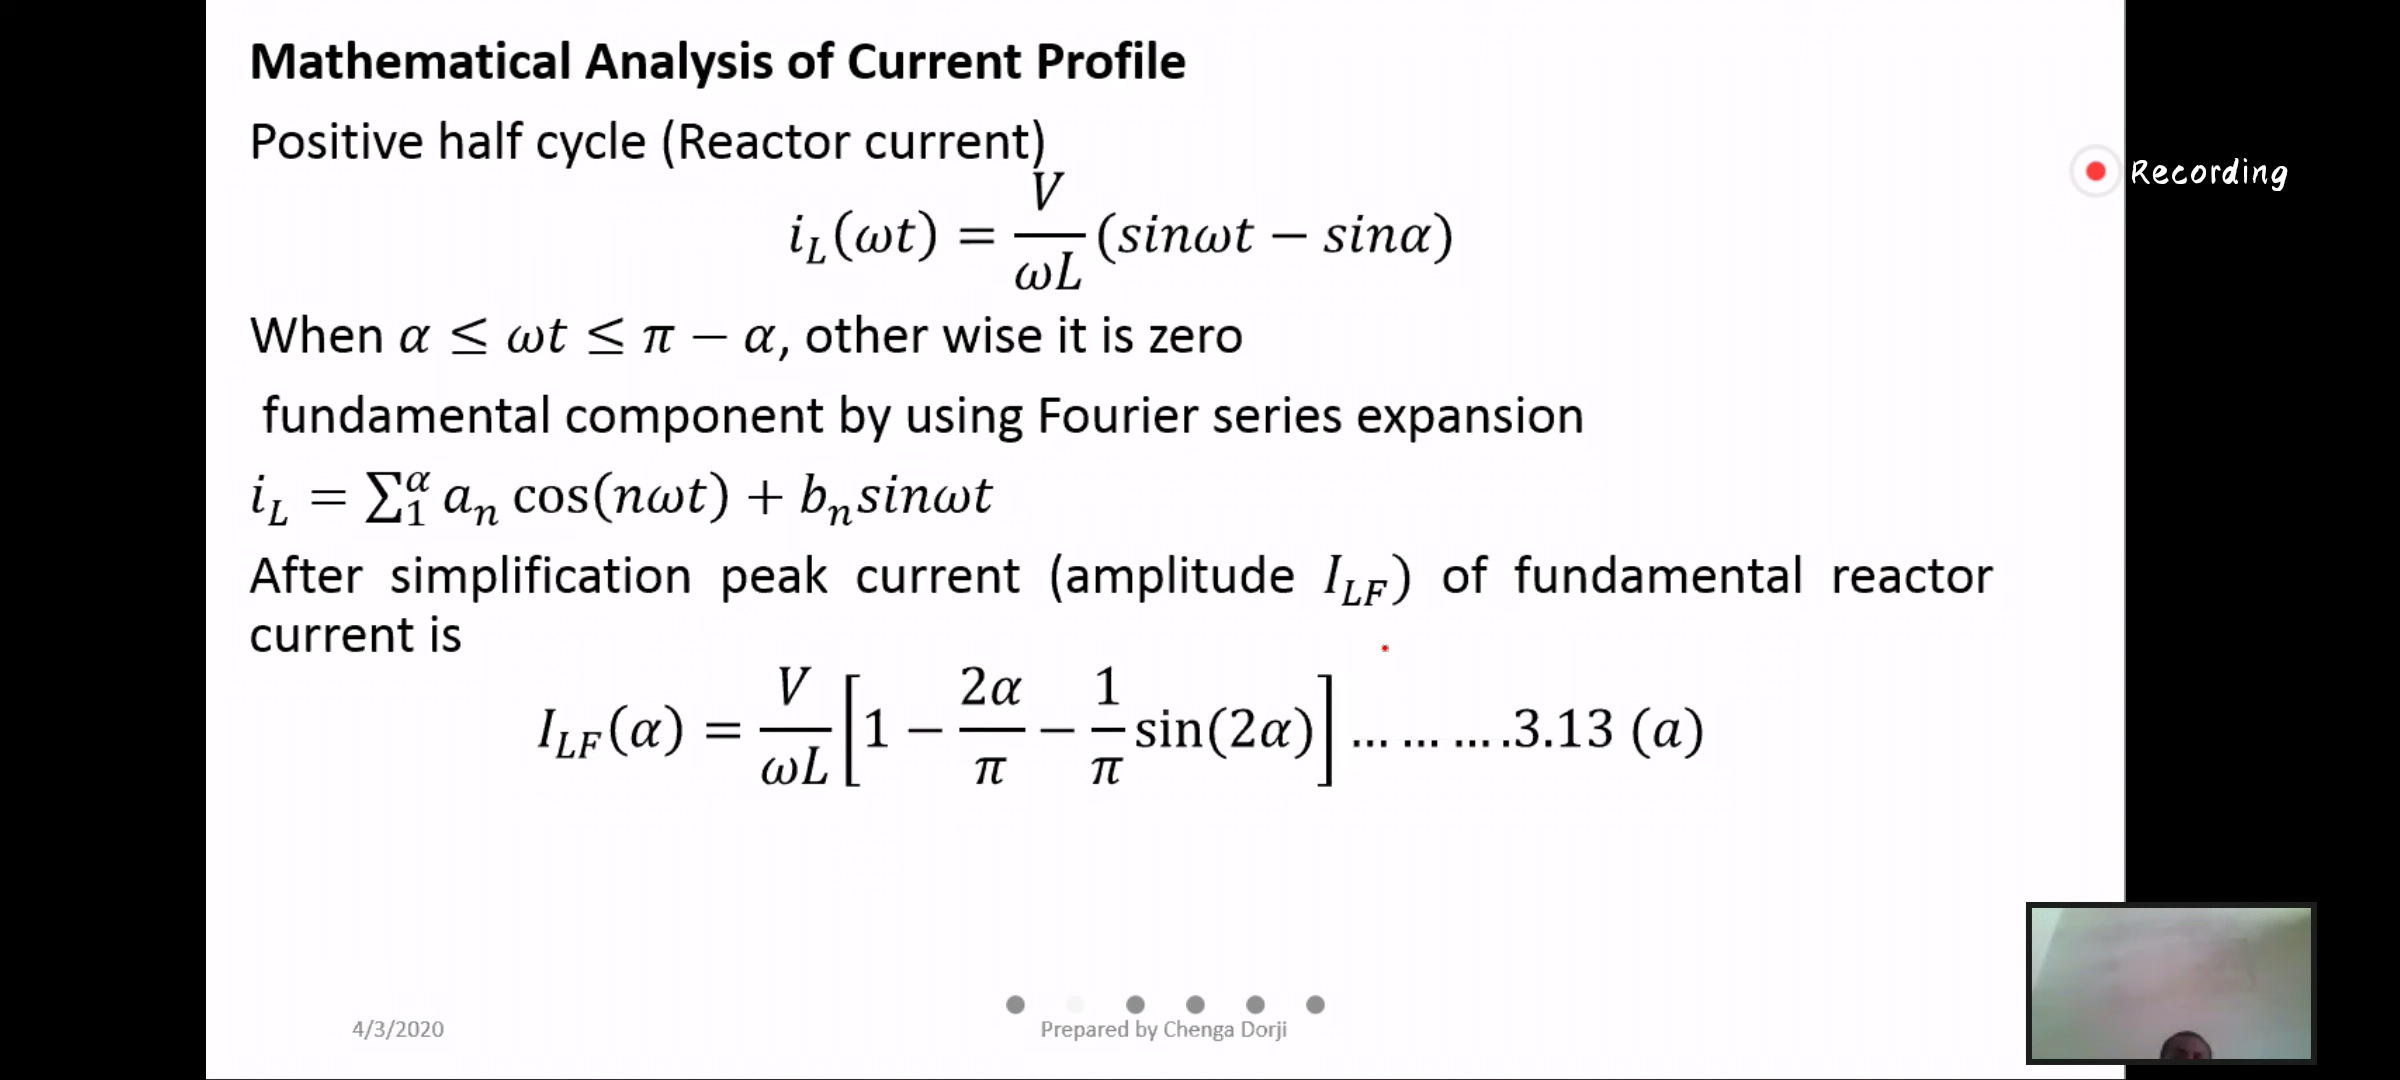 Mathematical Analysis of Current Profile
Positive half cycle (Reactor current)
Recording
i_L(ωt) = V/ωL (sinωt − sinα)
When α ≤ ωt ≤ π − α, other wise it is zero
fundamental component by using Fourier series expansion
i_L = ∑₁^α a_n cos(nωt) + b_n sinωt
After simplification peak current (amplitude I_LF) of fundamental reactor
current is
I_LF(α) = V/ωL [1 − 2α/π − 1/π sin(2α)] … … … .3.13 (a)
4/3/2020
Prepared by Chenga Dorji